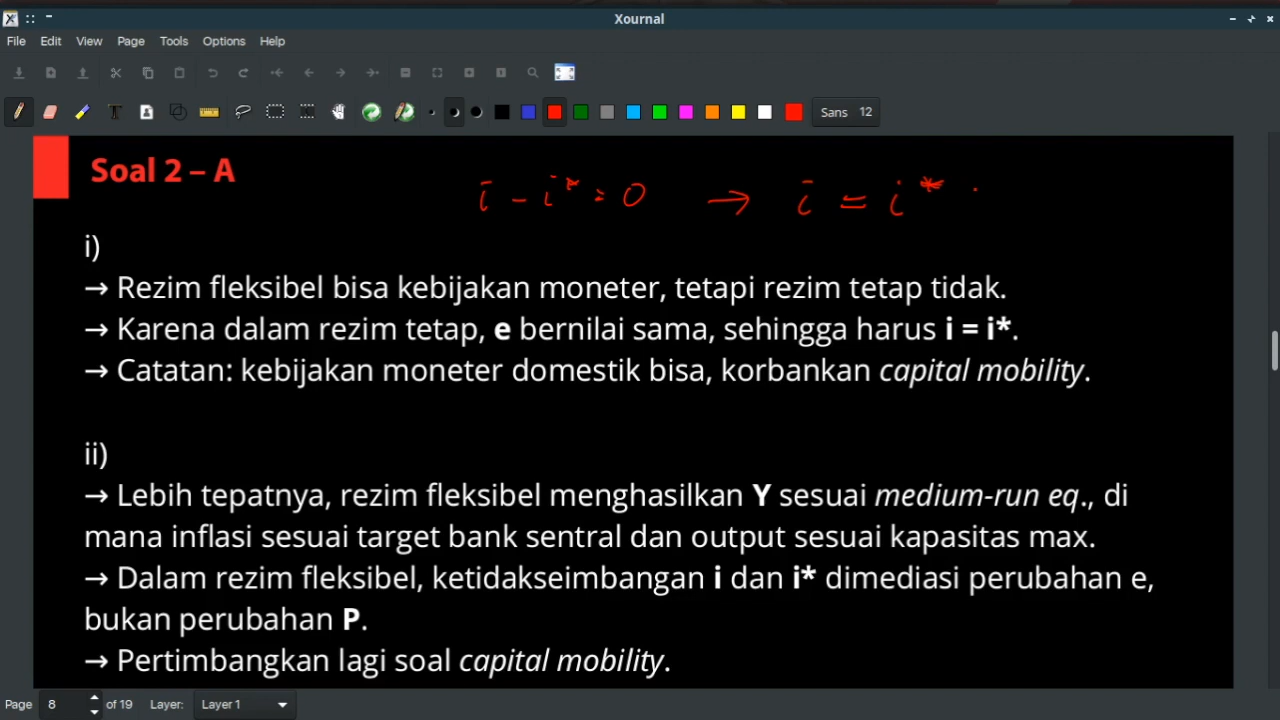 Xournal
File Edit View Page Tools Options Help
Sans 12
Soal 2 – A
i - i* = 0 → i = i*
i)
→ Rezim fleksibel bisa kebijakan moneter, tetapi rezim tetap tidak.
→ Karena dalam rezim tetap, e bernilai sama, sehingga harus i = i*.
→ Catatan: kebijakan moneter domestik bisa, korbankan capital mobility.
ii)
→ Lebih tepatnya, rezim fleksibel menghasilkan Y sesuai medium-run eq., di
mana inflasi sesuai target bank sentral dan output sesuai kapasitas max.
→ Dalam rezim fleksibel, ketidakseimbangan i dan i* dimediasi perubahan e,
bukan perubahan P.
→ Pertimbangkan lagi soal capital mobility.
Page 8 of 19 Layer: Layer 1